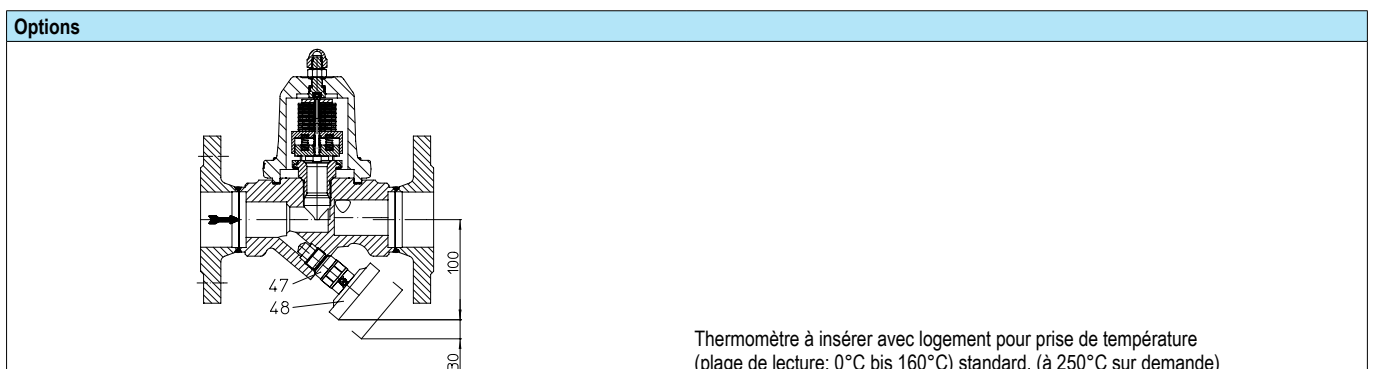 Options
47
48
100
Thermomètre à insérer avec logement pour prise de température
(plage de lecture: 0°C bis 160°C) standard. (à 250°C sur demande)